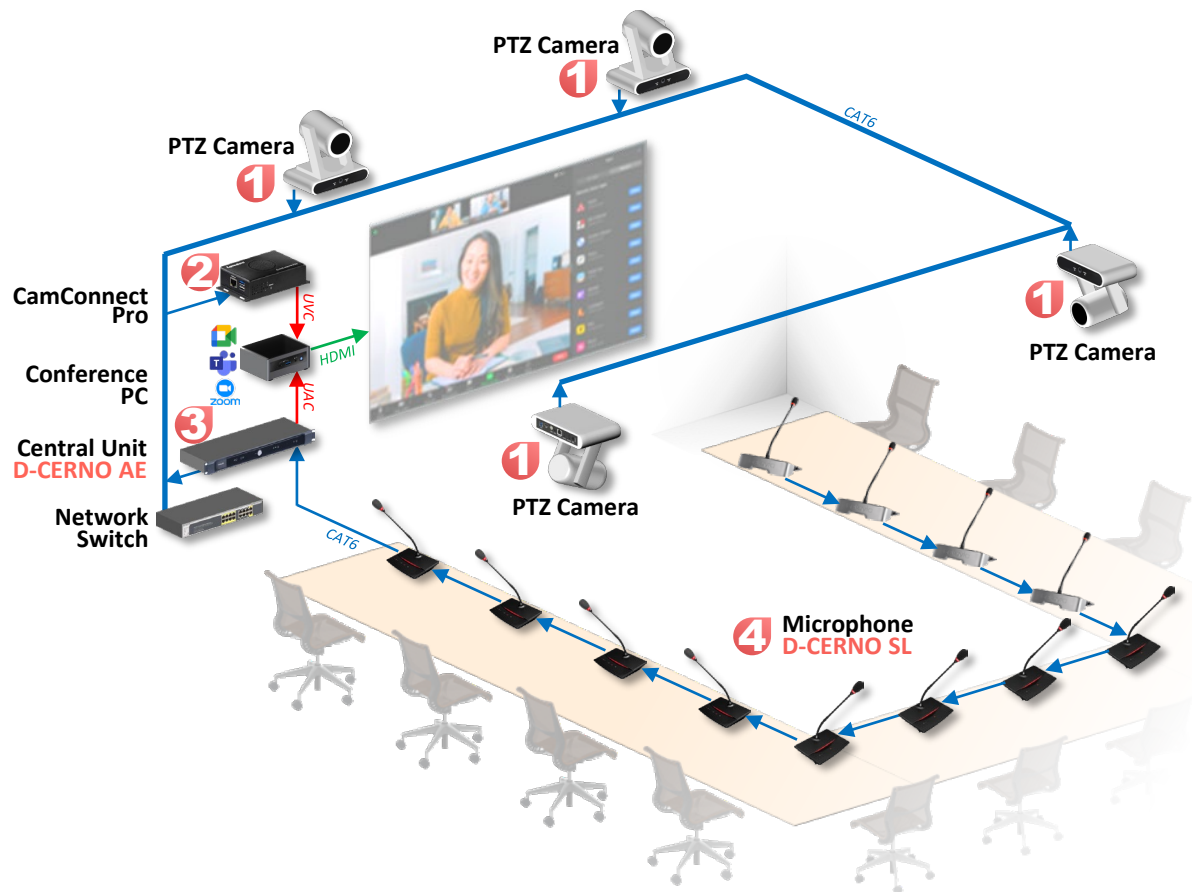 PTZ Camera
1
CAT6
PTZ Camera
1
2
CamConnect
Pro
UVC
HDMI
1
PTZ Camera
Conference
PC
zoom
UAC
3
Central Unit
D-CERNO AE
1
PTZ Camera
Network
Switch
CAT6
4
Microphone
D-CERNO SL